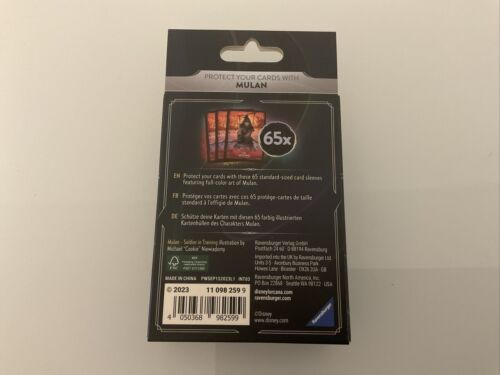 PROTECT YOUR CARDS WITH
MULAN
65x
EN Protect your cards with these 65 standard-sized card sleeves
featuring full-color art of Mulan.
FR Protégez vos cartes avec ces 65 protège-cartes de taille
standard à l'effigie de Mulan.
DE Schütze deine Karten mit diesen 65 farbig illustrierten
Kartenhüllen des Charakters Mulan.
Mulan - Soldier in Training illustration by
Michael "Cookie" Niewiadomy
FSC
MADE IN CHINA
INT03
© 2023
11 098 259 9
4 050368 982599
Ravensburger Verlag GmbH
Postfach 24 60 · D-88194 Ravensburg
Imported into the UK by Ravensburger Ltd.
Units 3-5 · Avonbury Business Park
Howes Lane · Bicester · OX26 2UA · GB
Ravensburger North America, Inc.
PO Box 22868 · Seattle WA 98122 · USA
disneylorcana.com
ravensburger.com
©Disney
www.disney.com
Ravensburger